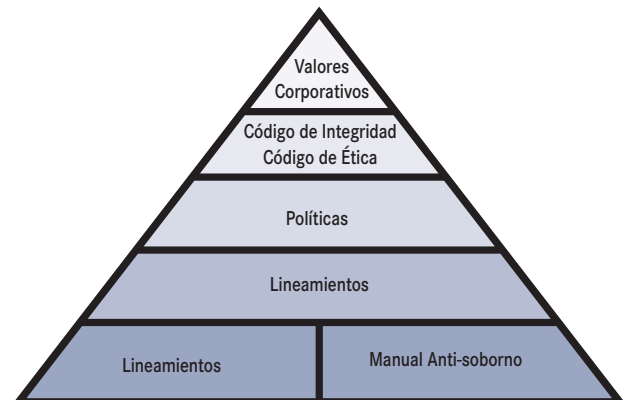 Valores
Corporativos
Código de Integridad
Código de Ética
Políticas
Lineamientos
Lineamientos
Manual Anti-soborno